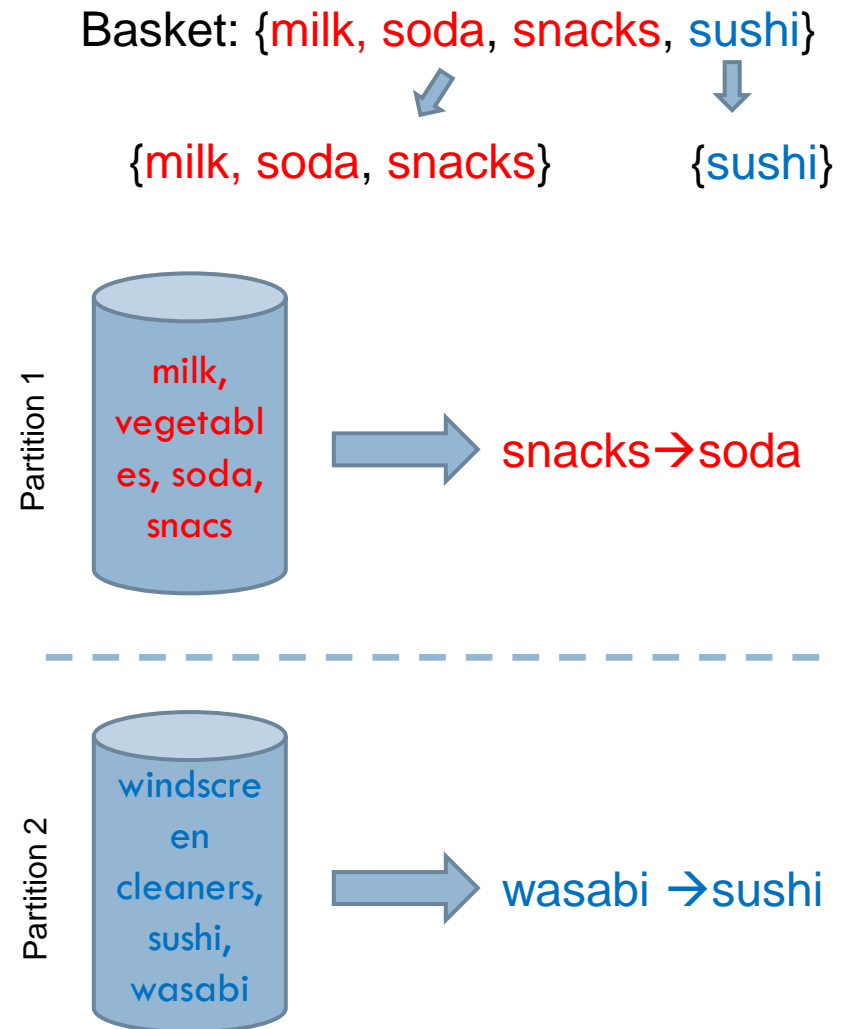 Basket: {milk, soda, snacks, sushi}
{milk, soda, snacks}
{sushi}
Partition 1
milk,
vegetabl
es, soda,
snacs
snacks→soda
Partition 2
windscre
en
cleaners,
sushi,
wasabi
wasabi →sushi